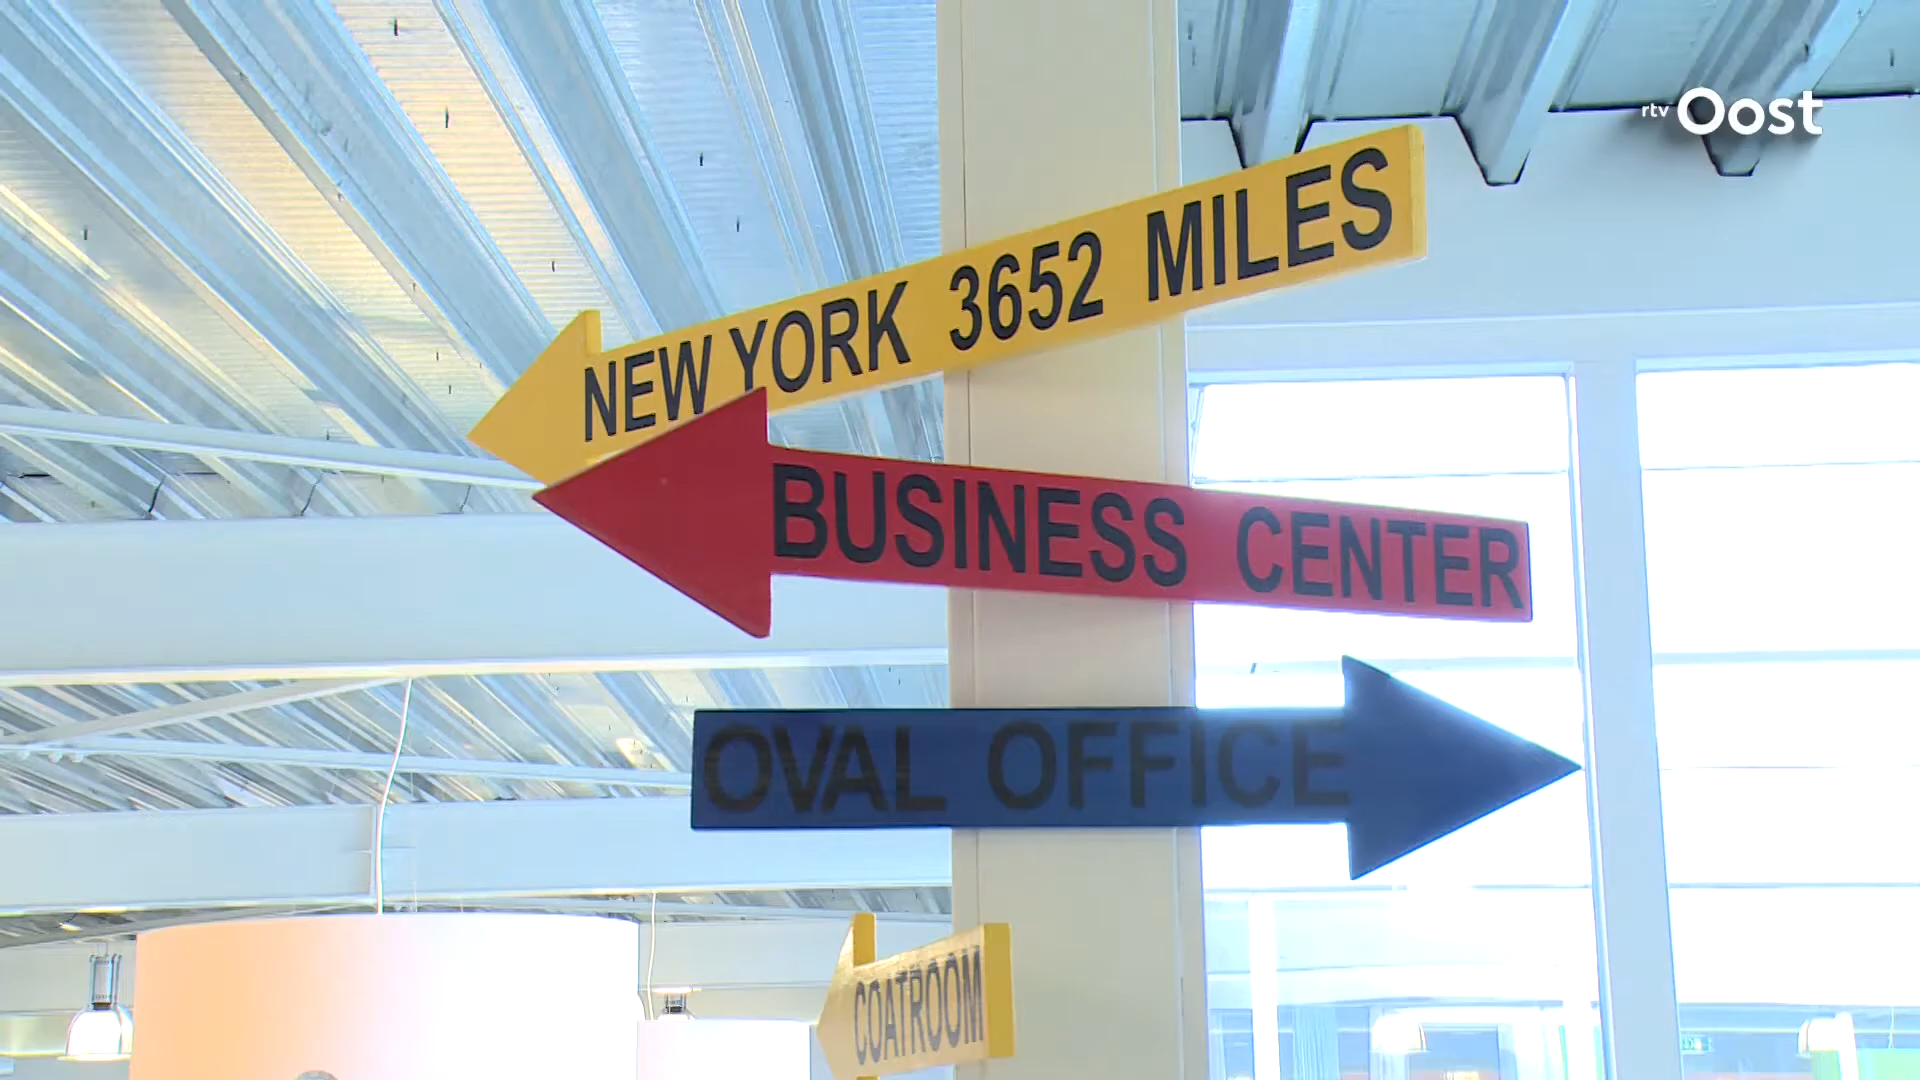 rtv Oost
NEW YORK 3652 MILES
BUSINESS CENTER
OVAL OFFICE
COATROOM